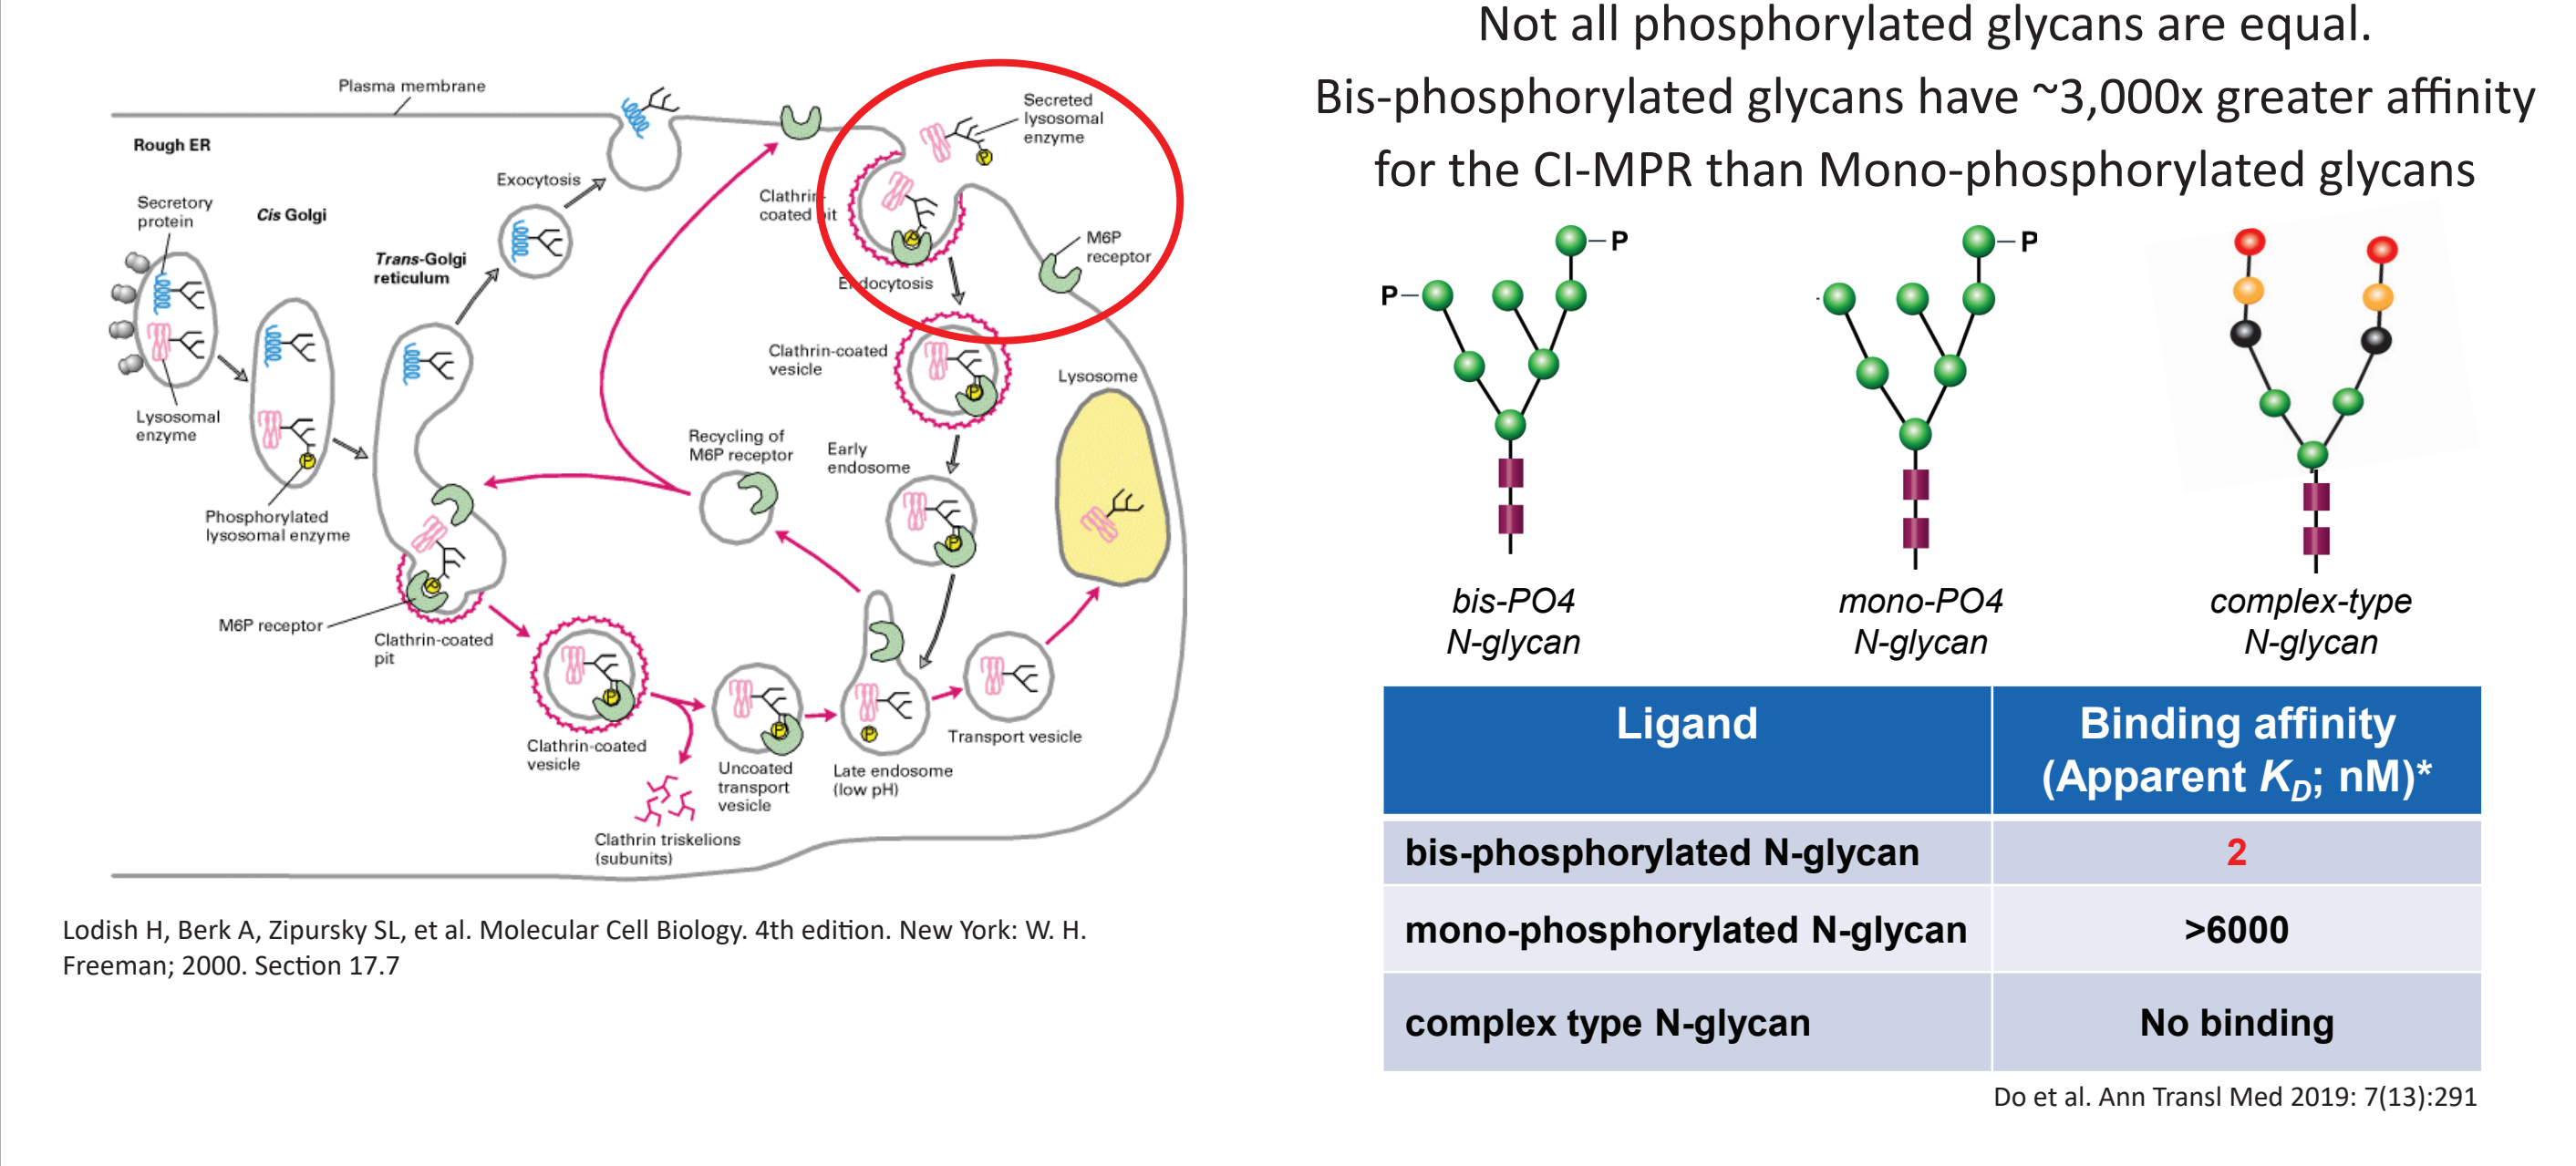 Not all phosphorylated glycans are equal.
Bis-phosphorylated glycans have ~3,000x greater affinity
for the CI-MPR than Mono-phosphorylated glycans
Plasma membrane
Rough ER
Secretory
protein
Cis Golgi
Trans-Golgi
reticulum
Exocytosis
Clathrin-
coated pit
Secreted
lysosomal
enzyme
P
P
M6P
receptor
Endocytosis
Lysosomal
enzyme
P
Phosphorylated
lysosomal enzyme
Clathrin-coated
vesicle
P
Lysosome
Recycling of
M6P receptor
Early
endosome
P
P
M6P receptor
Clathrin-coated
pit
P
Clathrin-coated
vesicle
P
Uncoated
transport
vesicle
P
Late endosome
(low pH)
Transport vesicle
Clathrin triskelions
(subunits)
Lodish H, Berk A, Zipursky SL, et al. Molecular Cell Biology. 4th edition. New York: W. H.
Freeman; 2000. Section 17.7
P
P
P
bis-PO4
N-glycan
mono-PO4
N-glycan
complex-type
N-glycan
Ligand
Binding affinity
(Apparent KD; nM)*
bis-phosphorylated N-glycan
2
mono-phosphorylated N-glycan
>6000
complex type N-glycan
No binding
Do et al. Ann Transl Med 2019: 7(13):291